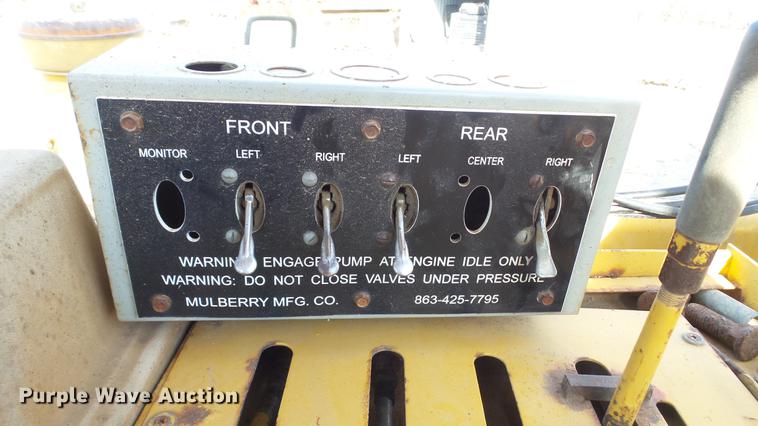 FRONT REAR
MONITOR LEFT RIGHT LEFT CENTER RIGHT
WARNING: ENGAGE PUMP AT ENGINE IDLE ONLY
WARNING: DO NOT CLOSE VALVES UNDER PRESSURE
MULBERRY MFG. CO. 863-425-7795
Purple Wave Auction